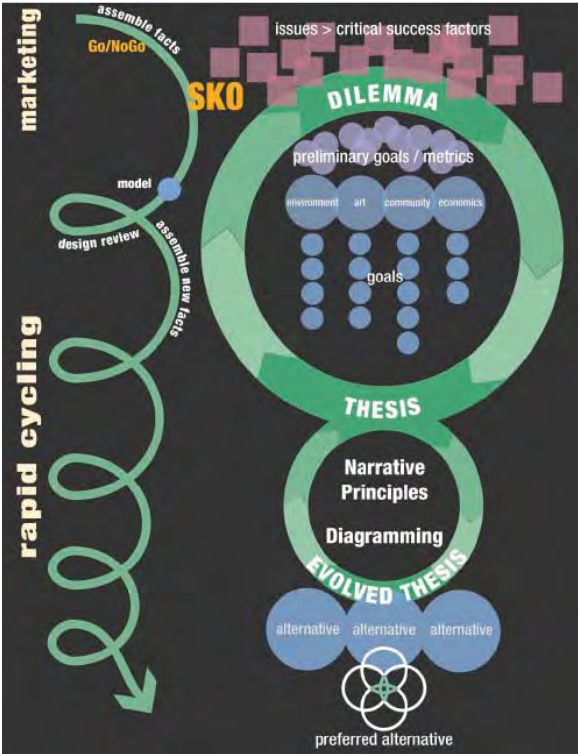 marketing
assemble facts
Go/NoGo
SKO
model
design review
assemble new facts
rapid cycling
issues > critical success factors
DILEMMA
preliminary goals / metrics
environment
art
community
economics
goals
THESIS
Narrative
Principles
Diagramming
EVOLVED THESIS
alternative
alternative
alternative
preferred alternative